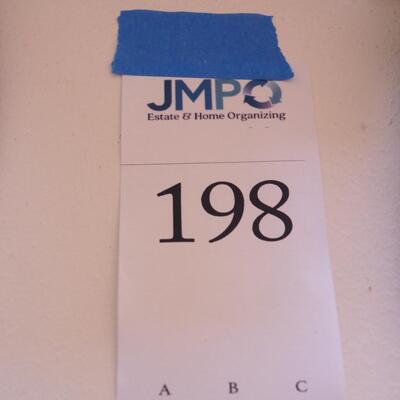 JMPO
Estate & Home Organizing
198
A B C